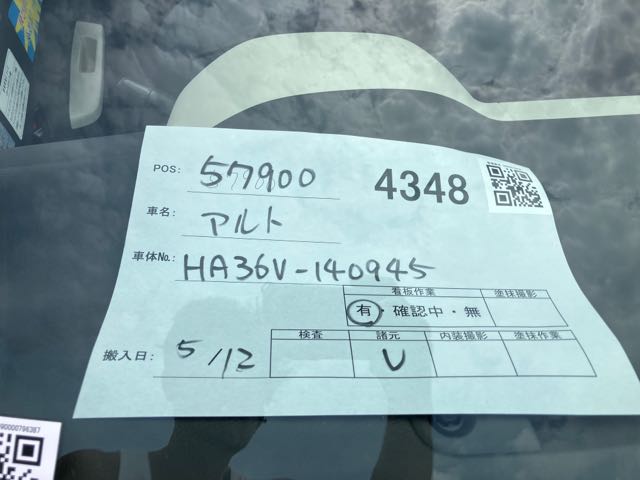 POS: 57900
4348
車名: アルト
車体No.: HA36V-140945
看板作業 塗抹撮影
有・確認中・無
検査 諸元 内装撮影 塗抹作業
搬入日: 5/12 V